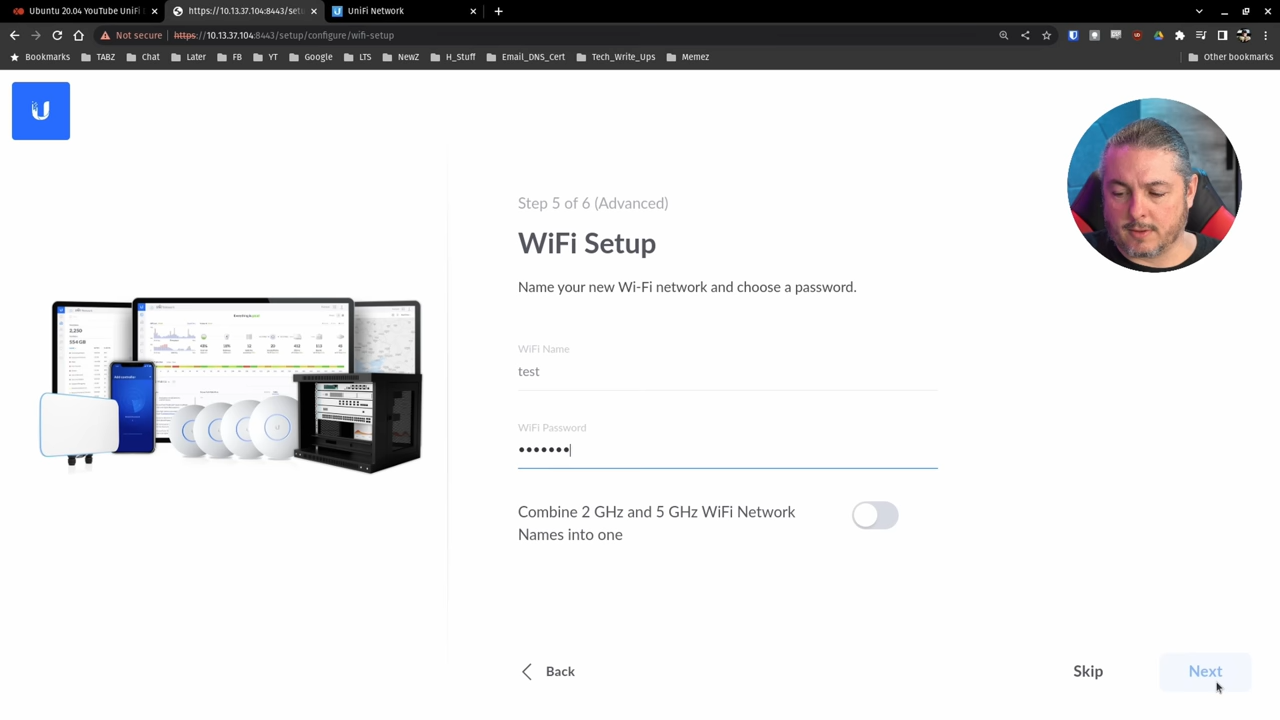 Ubuntu 20.04 YouTube UniFi
https://10.13.37.104:8443/setu
UniFi Network
Not secure
https://10.13.37.104:8443/setup/configure/wifi-setup
Bookmarks
TABZ
Chat
Later
FB
YT
Google
LTS
NewZ
H_Stuff
Email_DNS_Cert
Tech_Write_Ups
Memez
Other bookmarks
Step 5 of 6 (Advanced)
WiFi Setup
Name your new Wi-Fi network and choose a password.
WiFi Name
test
WiFi Password
•••••••
Combine 2 GHz and 5 GHz WiFi Network
Names into one
Back
Skip
Next